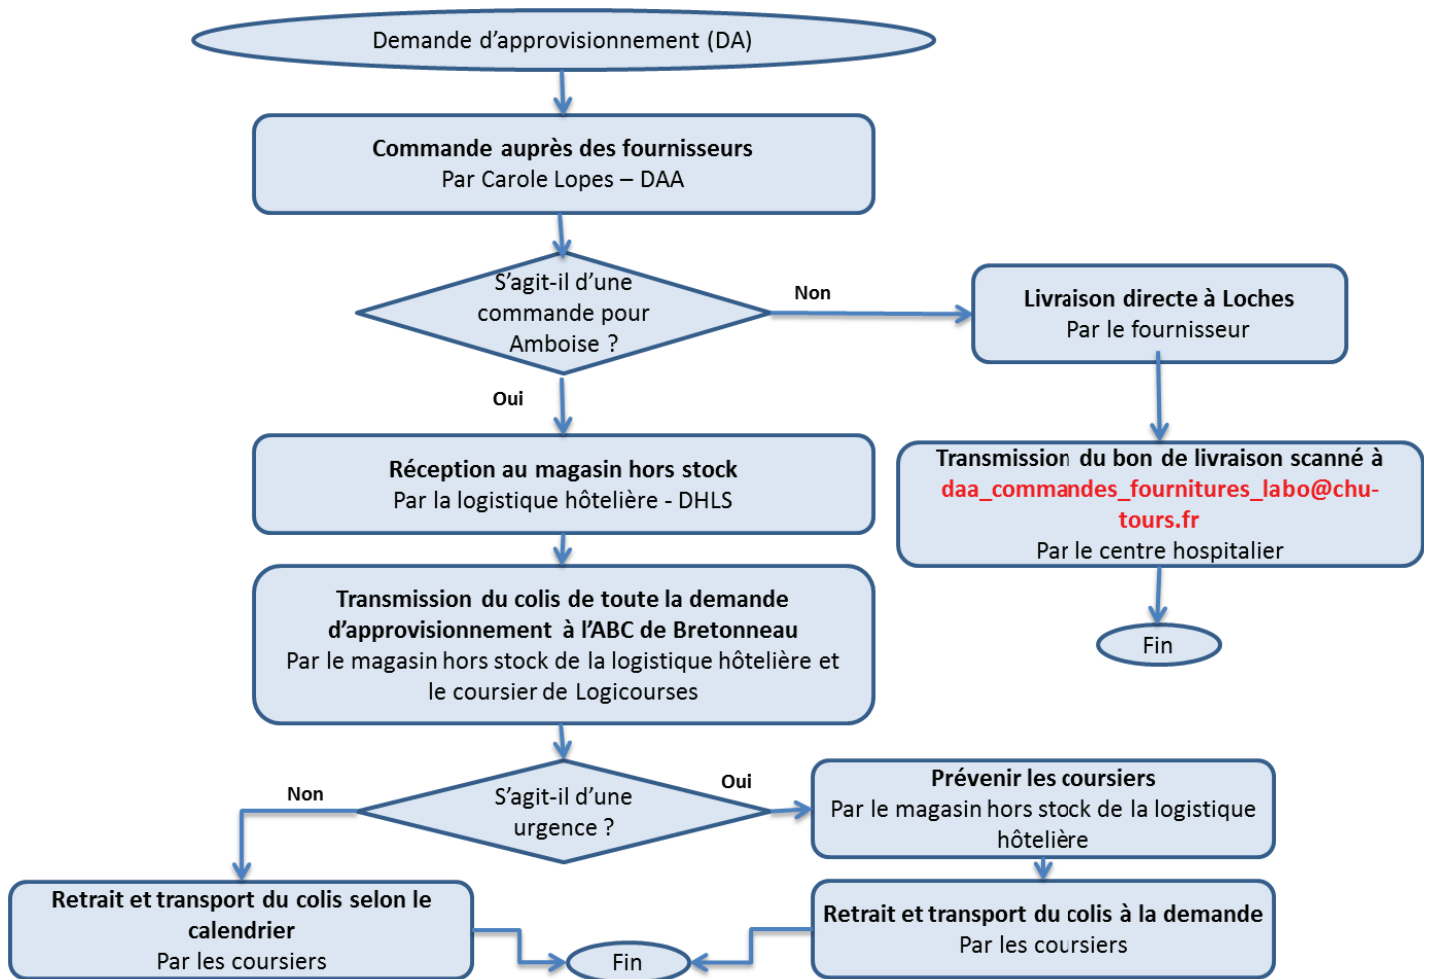 Demande d'approvisionnement (DA)
Commande auprès des fournisseurs
Par Carole Lopes – DAA
S'agit-il d'une
commande pour
Amboise ?
Non
Livraison directe à Loches
Par le fournisseur
Oui
Réception au magasin hors stock
Par la logistique hôtelière - DHLS
Transmission du bon de livraison scanné à
daa_commandes_fournitures_labo@chu-
tours.fr
Par le centre hospitalier
Fin
Transmission du colis de toute la demande
d'approvisionnement à l'ABC de Bretonneau
Par le magasin hors stock de la logistique hôtelière et
le coursier de Logicourses
S'agit-il d'une
urgence ?
Non
Oui
Prévenir les coursiers
Par le magasin hors stock de la logistique
hôtelière
Retrait et transport du colis selon le
calendrier
Par les coursiers
Retrait et transport du colis à la demande
Par les coursiers
Fin